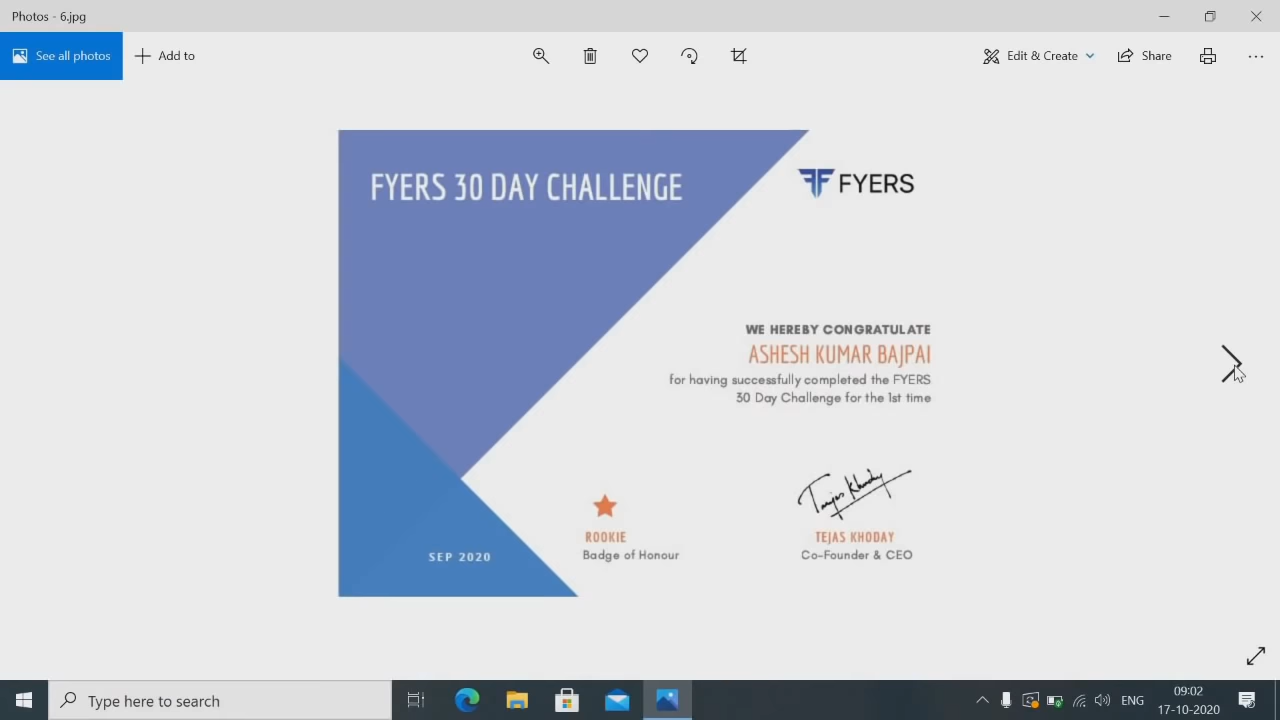 Photos - 6.jpg
See all photos
Add to
Edit & Create
Share
FYERS 30 DAY CHALLENGE
FYERS
WE HEREBY CONGRATULATE
ASHESH KUMAR BAJPAI
for having successfully completed the FYERS
30 Day Challenge for the 1st time
Tejas Khoday
ROOKIE
Badge of Honour
TEJAS KHODAY
Co-Founder & CEO
SEP 2020
Type here to search
ENG
09:02
17-10-2020